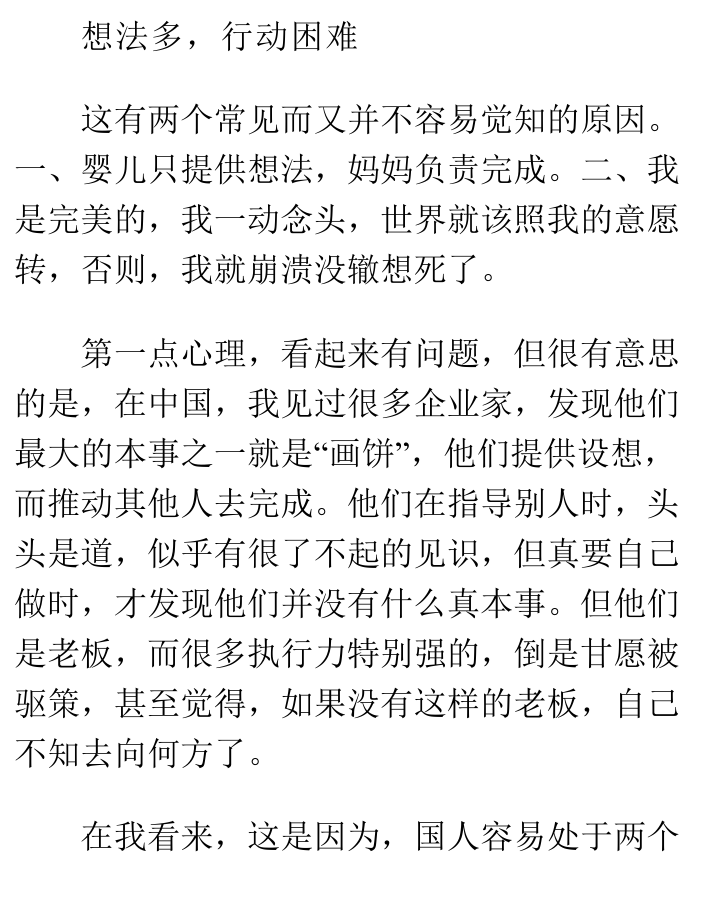 想法多，行动困难
这有两个常见而又并不容易觉知的原因。
一、婴儿只提供想法，妈妈负责完成。二、我
是完美的，我一动念头，世界就该照我的意愿
转，否则，我就崩溃没辙想死了。
第一点心理，看起来有问题，但很有意思
的是，在中国，我见过很多企业家，发现他们
最大的本事之一就是“画饼”，他们提供设想，
而推动其他人去完成。他们在指导别人时，头
头是道，似乎有很了不起的见识，但真要自己
做时，才发现他们并没有什么真本事。但他们
是老板，而很多执行力特别强的，倒是甘愿被
驱策，甚至觉得，如果没有这样的老板，自己
不知去向何方了。
在我看来，这是因为，国人容易处于两个